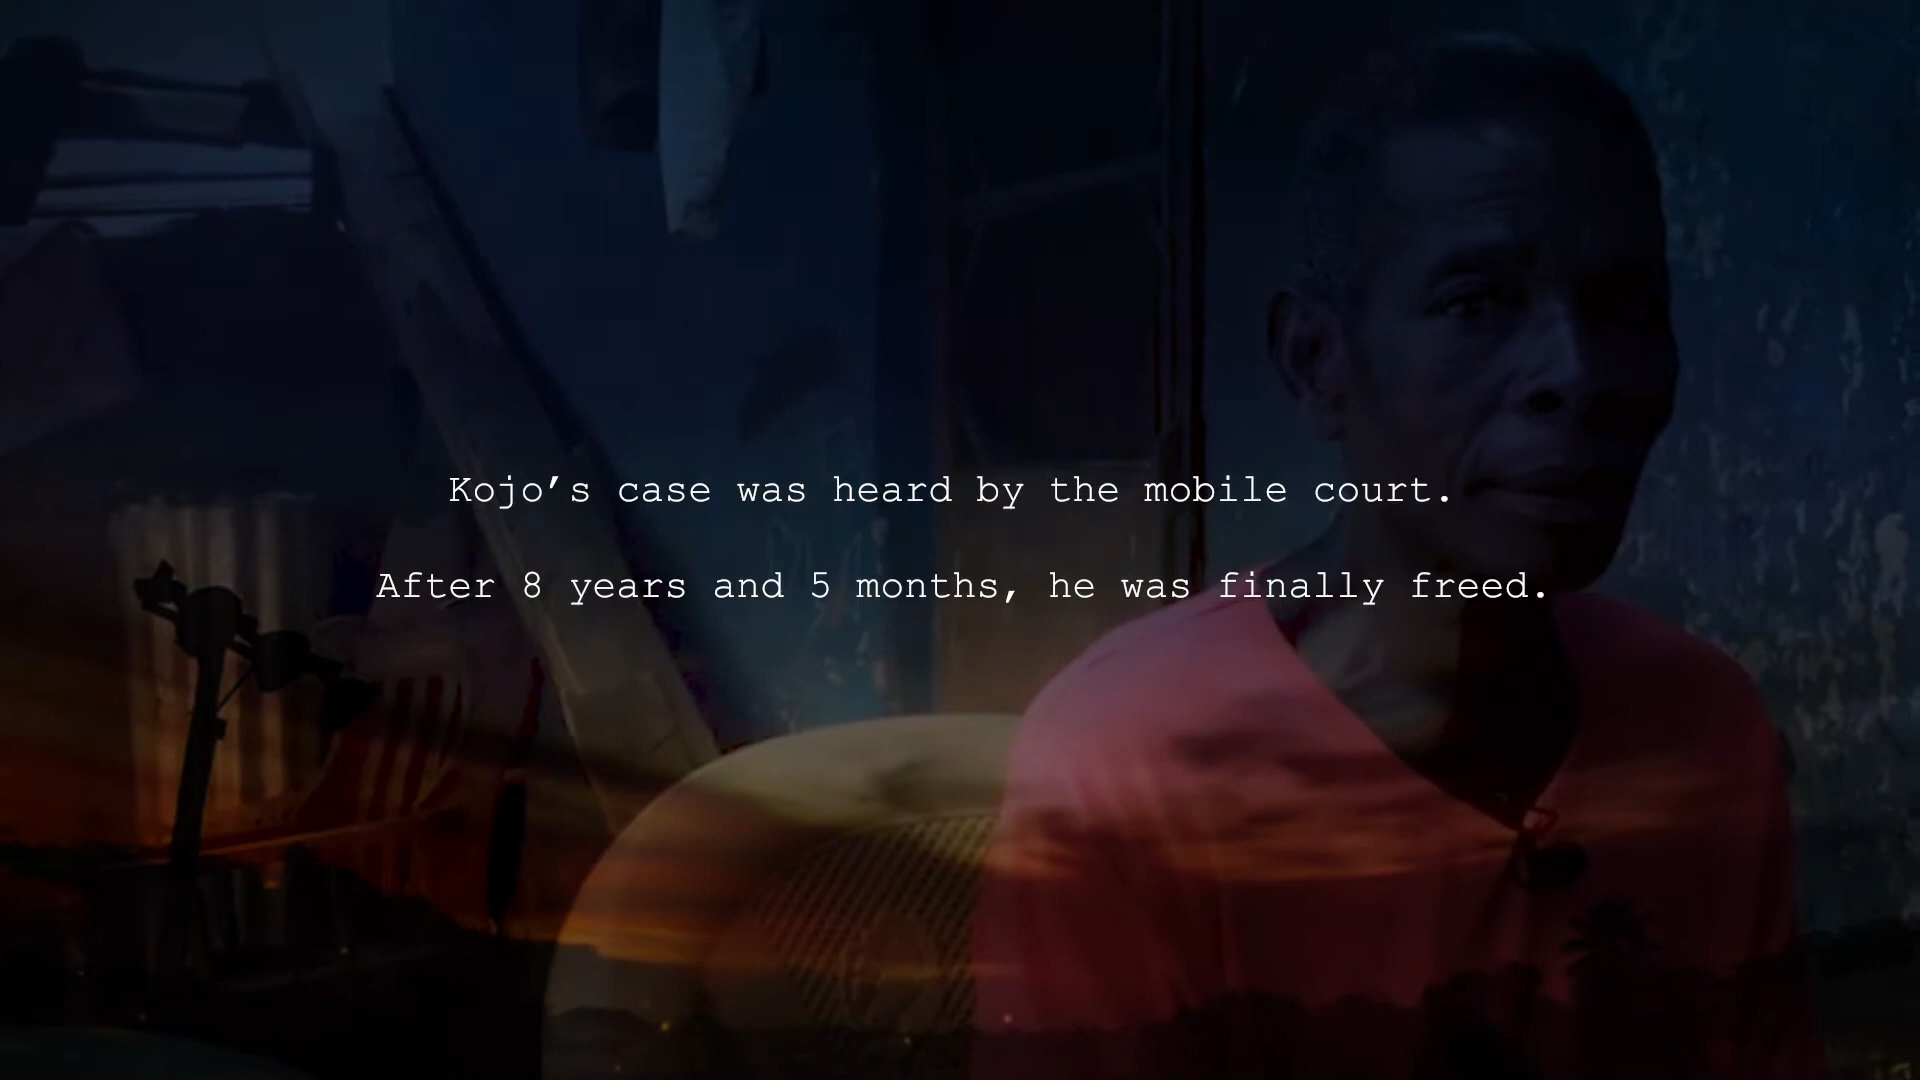 Kojo’s case was heard by the mobile court.
After 8 years and 5 months, he was finally freed.